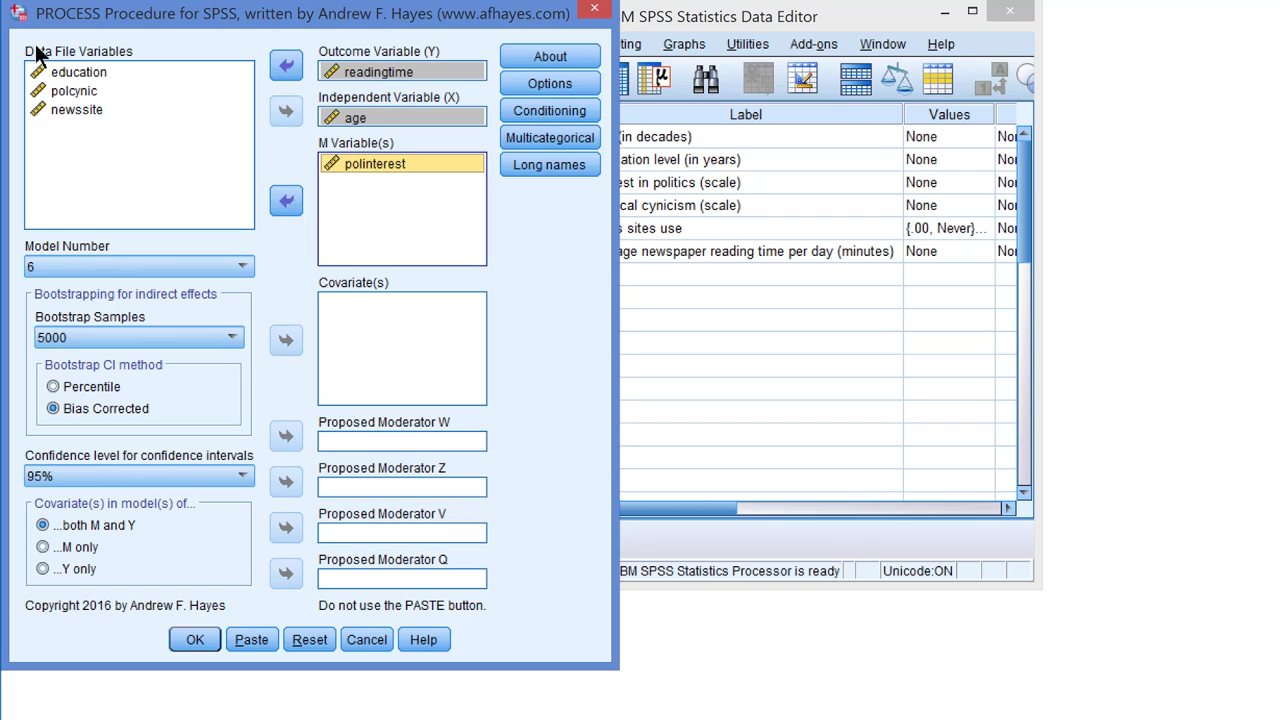 PROCESS Procedure for SPSS, written by Andrew F. Hayes (www.afhayes.com)
Data File Variables
education
polcynic
newssite
Model Number
6
Bootstrapping for indirect effects
Bootstrap Samples
5000
Bootstrap CI method
Percentile
Bias Corrected
Confidence level for confidence intervals
95%
Covariate(s) in model(s) of...
...both M and Y
...M only
...Y only
Copyright 2016 by Andrew F. Hayes
Outcome Variable (Y)
readingtime
Independent Variable (X)
age
M Variable(s)
polinterest
Covariate(s)
Proposed Moderator W
Proposed Moderator Z
Proposed Moderator V
Proposed Moderator Q
Do not use the PASTE button.
About
Options
Conditioning
Multicategorical
Long names
OK Paste Reset Cancel Help
BM SPSS Statistics Data Editor
ting Graphs Utilities Add-ons Window Help
Label Values
(in decades) None Nor
ation level (in years) None Nor
est in politics (scale) None Nor
cal cynicism (scale) None Nor
s sites use {.00, Never}... Nor
age newspaper reading time per day (minutes) None Nor
BM SPSS Statistics Processor is ready Unicode:ON